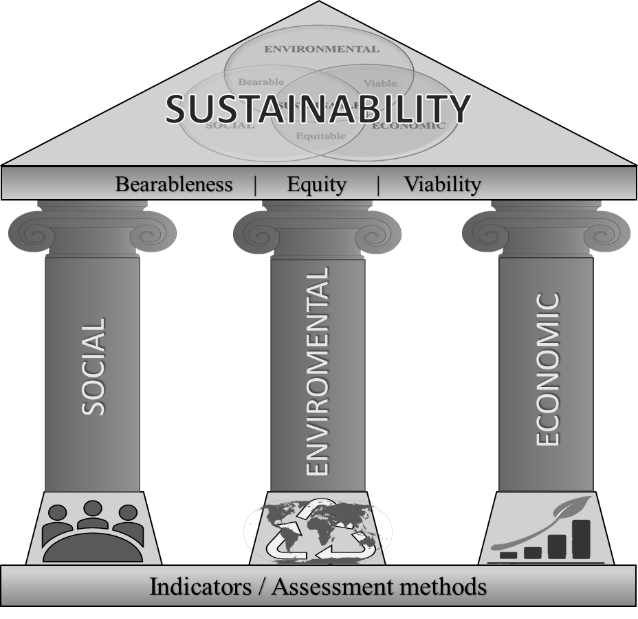 ENVIRONMENTAL
Bearable Viable
SUSTAINABILITY
SOCIAL ECONOMIC
Equitable
Bearableness | Equity | Viability
SOCIAL
ENVIROMENTAL
ECONOMIC
Indicators / Assessment methods